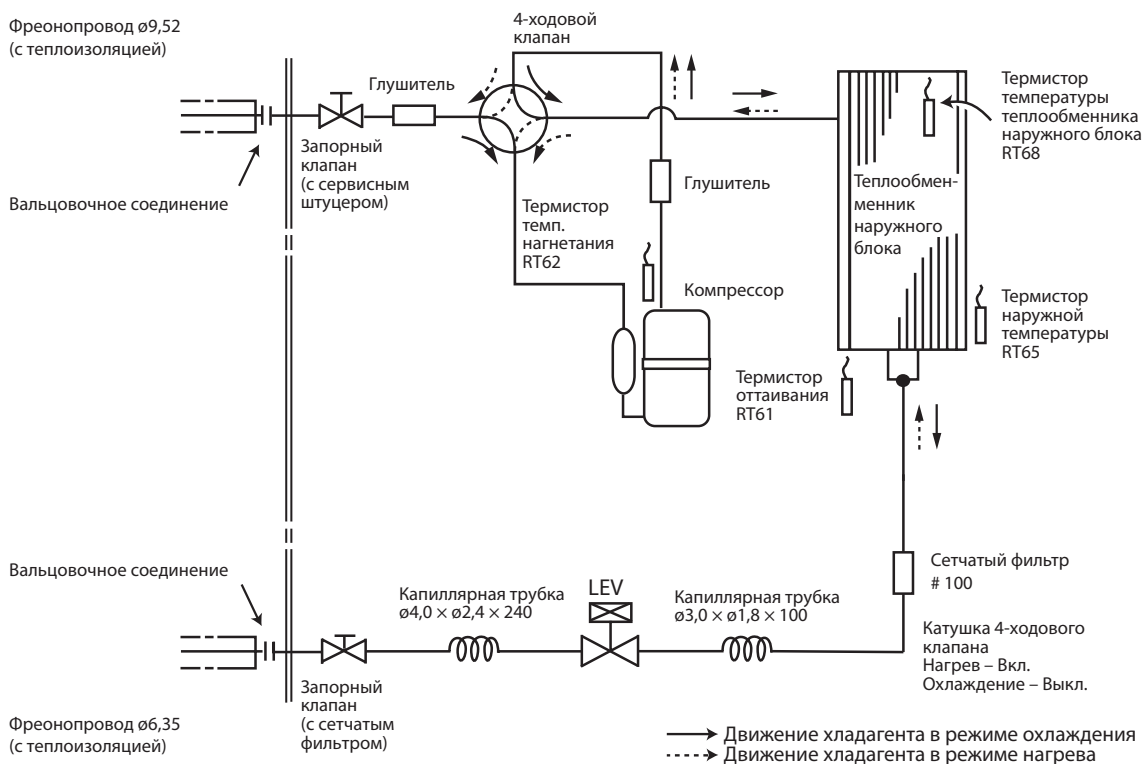 Фреонопровод ø9,52
(с теплоизоляцией)
4-ходовой
клапан
Глушитель
Запорный
клапан
(с сервисным
штуцером)
Вальцовочное соединение
Термистор
темп.
нагнетания
RT62
Глушитель
Компрессор
Теплообмен-
менник
наружного
блока
Термистор
температуры
теплообменника
наружного блока
RT68
Термистор
наружной
температуры
RT65
Термистор
оттаивания
RT61
Вальцовочное соединение
Капиллярная трубка
ø4,0 × ø2,4 × 240
LEV
Капиллярная трубка
ø3,0 × ø1,8 × 100
Сетчатый фильтр
# 100
Катушка 4-ходового
клапана
Нагрев – Вкл.
Охлаждение – Выкл.
Запорный
клапан
(с сетчатым
фильтром)
Фреонопровод ø6,35
(с теплоизоляцией)
Движение хладагента в режиме охлаждения
Движение хладагента в режиме нагрева